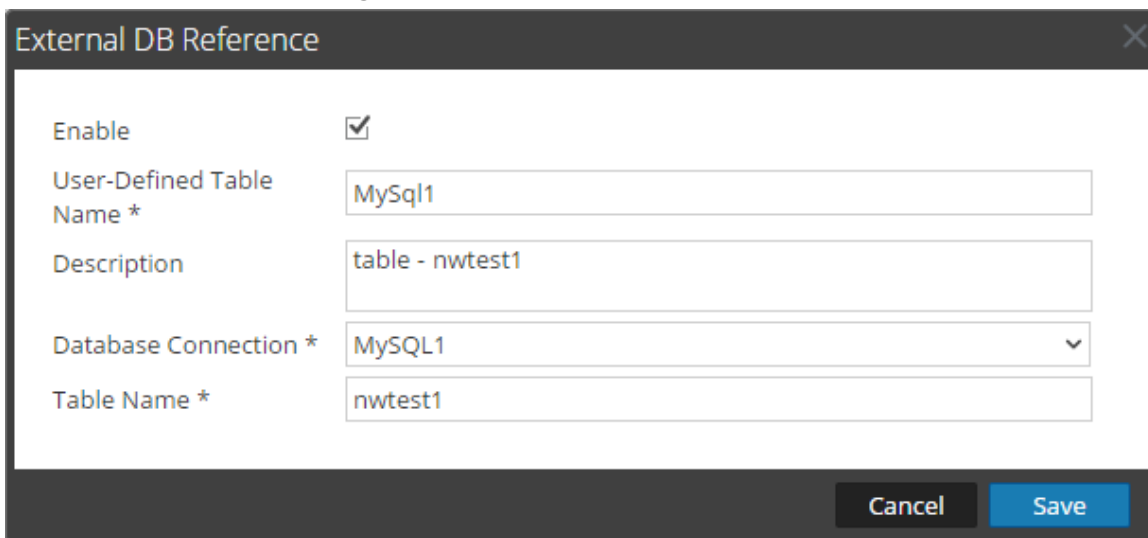 External DB Reference
Enable
User-Defined Table
Name *
MySql1
Description
table - nwtest1
Database Connection *
MySQL1
Table Name *
nwtest1
Cancel
Save